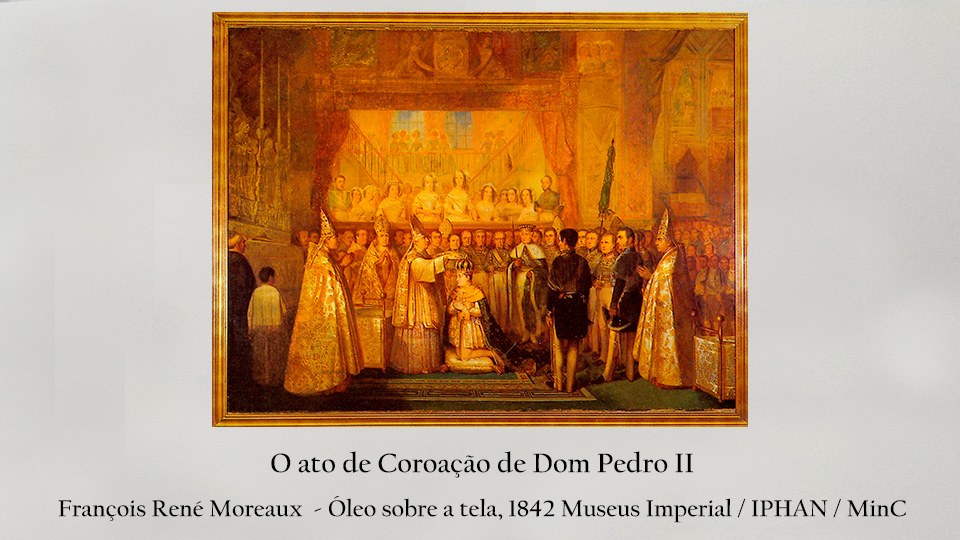 O ato de Coroação de Dom Pedro II
François René Moreaux - Óleo sobre a tela, 1842 Museus Imperial / IPHAN / MinC